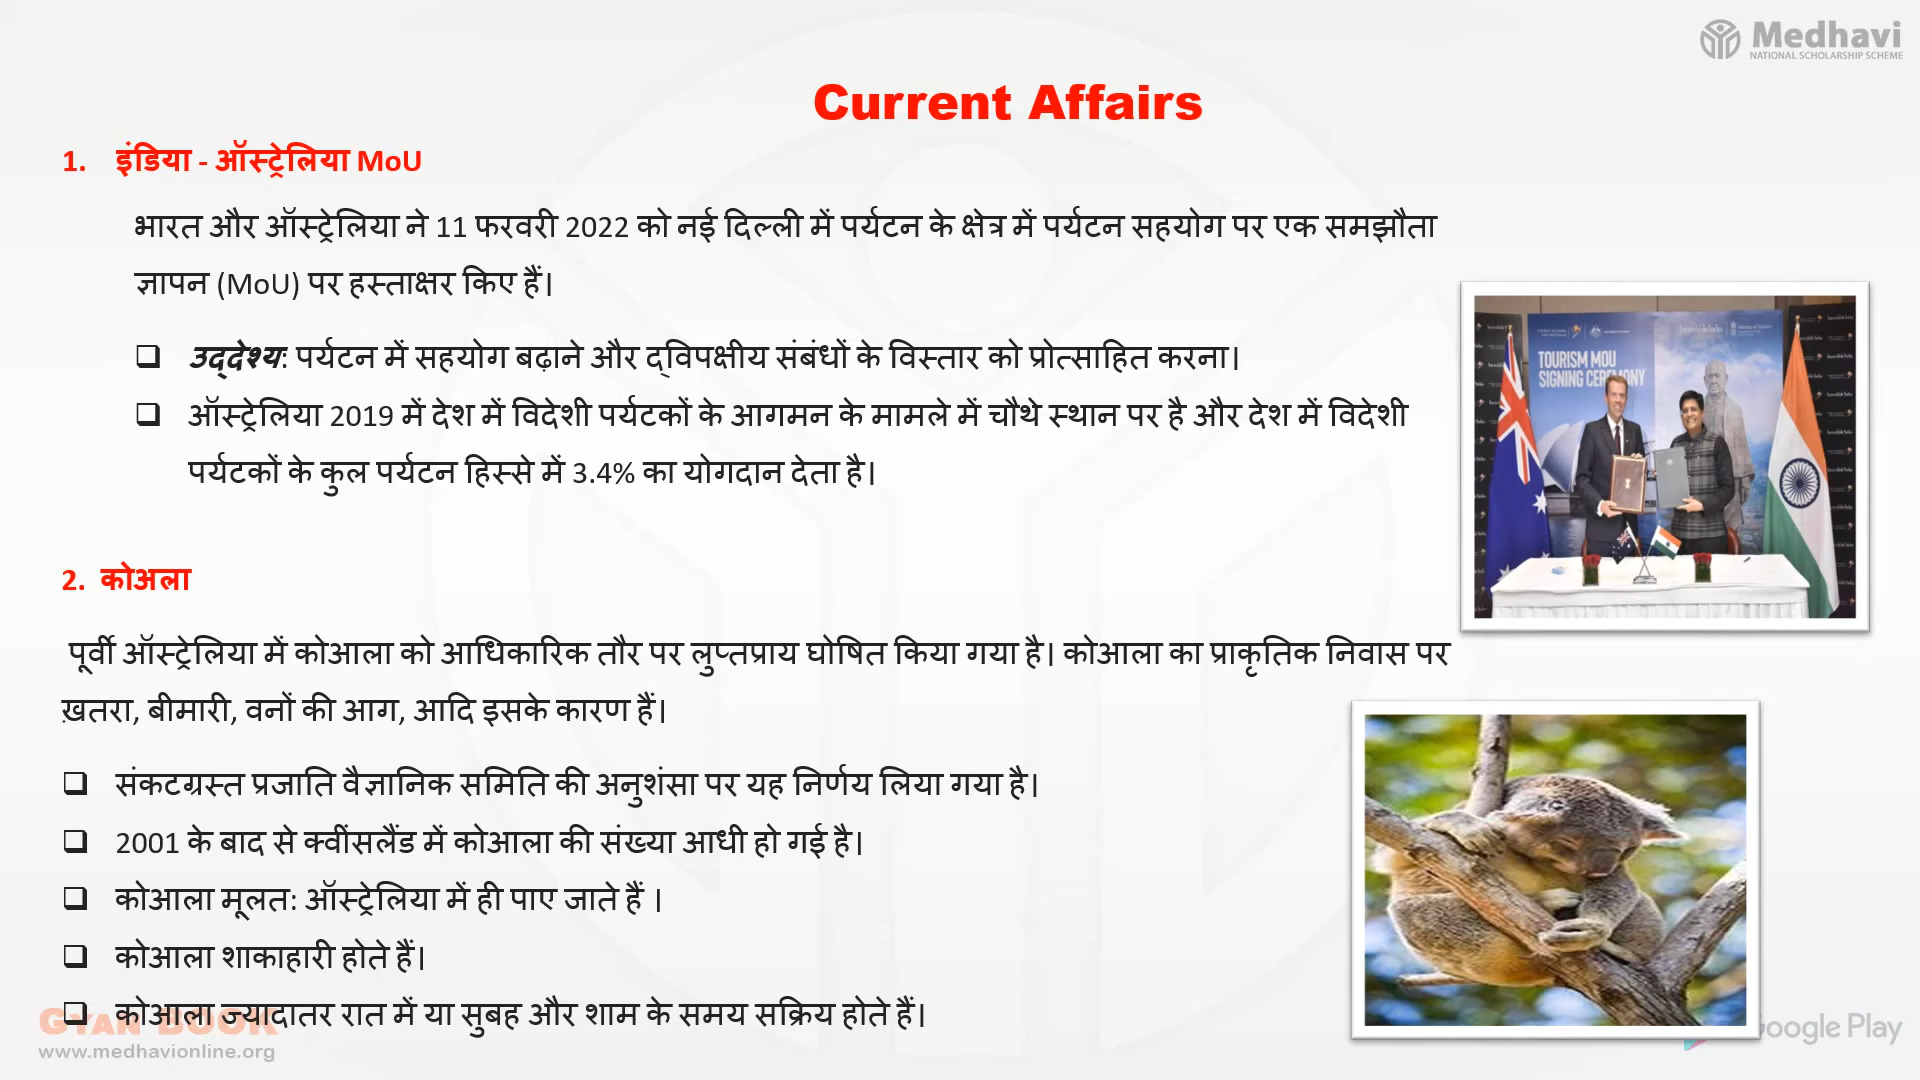 Medhavi
NATIONAL SCHOLARSHIP SCHEME
Current Affairs
1. इंडिया - ऑस्ट्रेलिया MoU
भारत और ऑस्ट्रेलिया ने 11 फरवरी 2022 को नई दिल्ली में पर्यटन के क्षेत्र में पर्यटन सहयोग पर एक समझौता
ज्ञापन (MoU) पर हस्ताक्षर किए हैं।
❑ उद्देश्य: पर्यटन में सहयोग बढ़ाने और द्विपक्षीय संबंधों के विस्तार को प्रोत्साहित करना।
❑ ऑस्ट्रेलिया 2019 में देश में विदेशी पर्यटकों के आगमन के मामले में चौथे स्थान पर है और देश में विदेशी
पर्यटकों के कुल पर्यटन हिस्से में 3.4% का योगदान देता है।
TOURISM MOU
SIGNING CEREMONY
2. कोअला
पूर्वी ऑस्ट्रेलिया में कोआला को आधिकारिक तौर पर लुप्तप्राय घोषित किया गया है। कोआला का प्राकृतिक निवास पर
ख़तरा, बीमारी, वनों की आग, आदि इसके कारण हैं।
❑ संकटग्रस्त प्रजाति वैज्ञानिक समिति की अनुशंसा पर यह निर्णय लिया गया है।
❑ 2001 के बाद से क्वींसलैंड में कोआला की संख्या आधी हो गई है।
❑ कोआला मूलत: ऑस्ट्रेलिया में ही पाए जाते हैं ।
❑ कोआला शाकाहारी होते हैं।
❑ कोआला ज्यादातर रात में या सुबह और शाम के समय सक्रिय होते हैं।
GYAN BOOK
www.medhavionline.org
Google Play